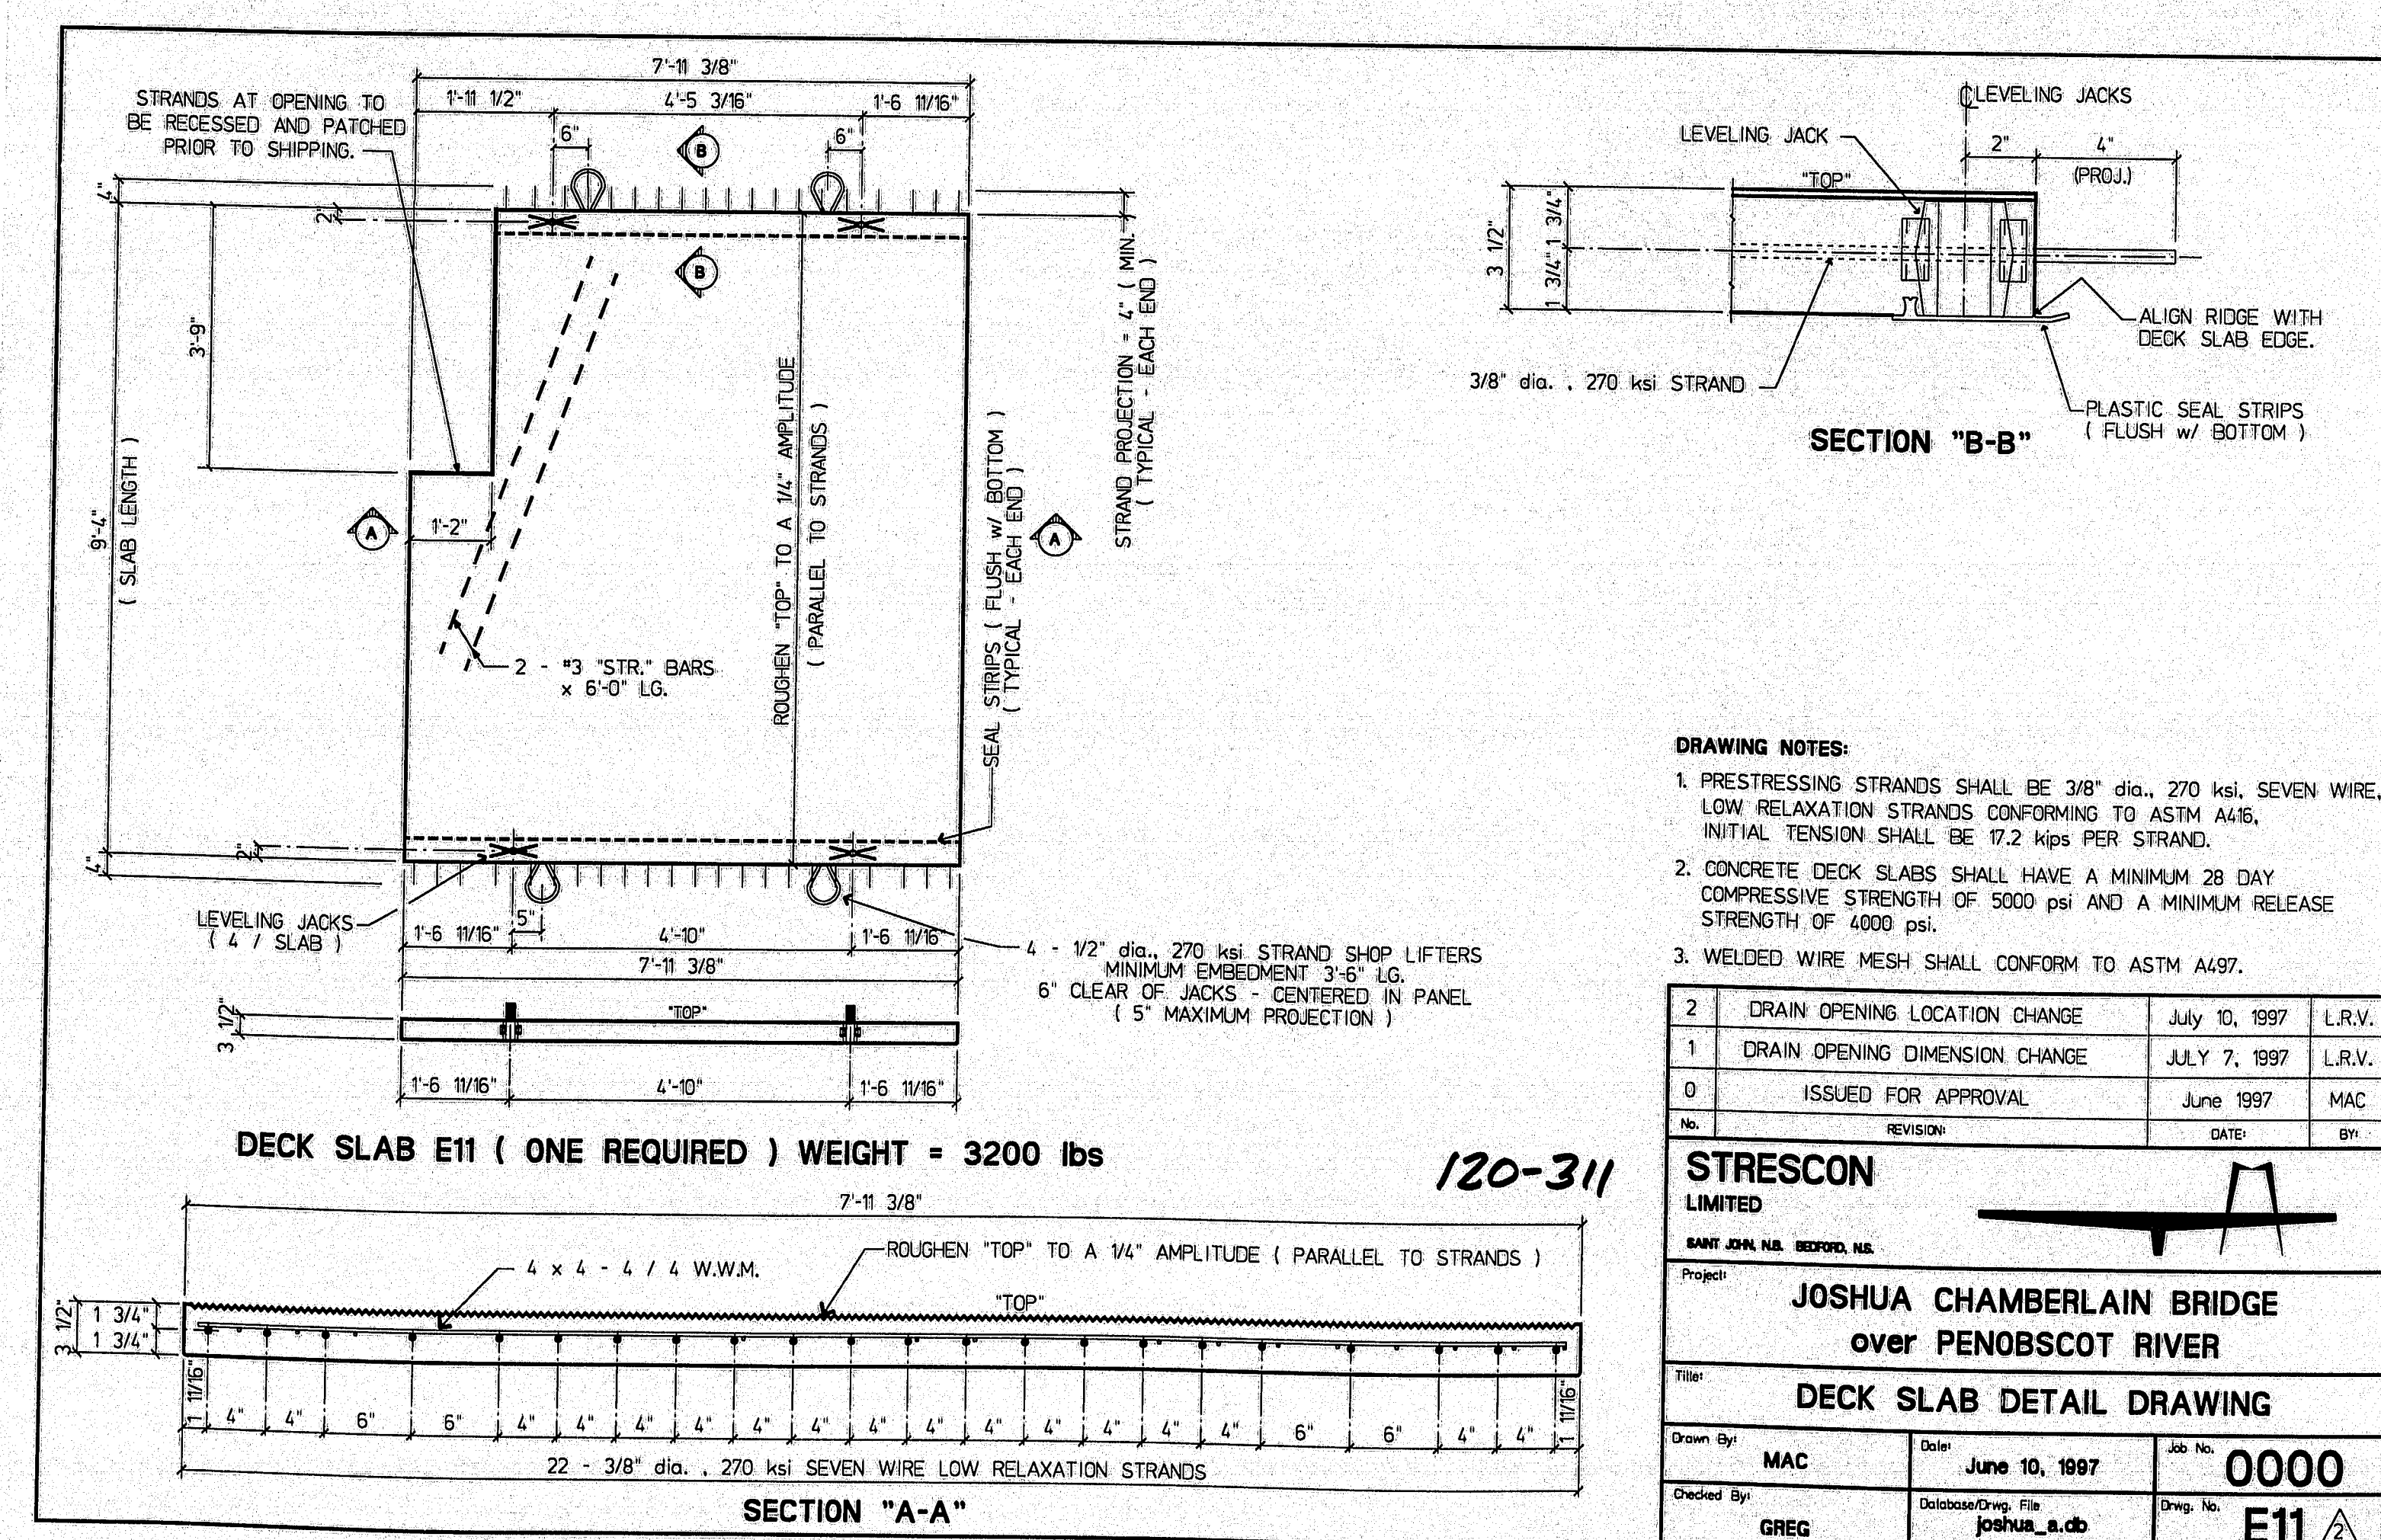 7'-11 3/8"
1'-11 1/2"
4'-5 3/16"
1'-6 11/16"
STRANDS AT OPENING TO
BE RECESSED AND PATCHED
PRIOR TO SHIPPING.
6"
B
6"
4"
2"
B
3'-9"
9'-4"
( SLAB LENGTH )
A
1'-2"
2 - #3 "STR." BARS
x 6'-0" LG.
ROUGHEN "TOP" TO A 1/4" AMPLITUDE
( PARALLEL TO STRANDS )
SEAL STRIPS ( FLUSH w/ BOTTOM )
( TYPICAL - EACH END )
A
STRAND PROJECTION = 4" ( MIN. )
( TYPICAL - EACH END )
2"
4"
LEVELING JACKS
( 4 / SLAB )
5"
1'-6 11/16"
4'-10"
1'-6 11/16"
7'-11 3/8"
4 - 1/2" dia., 270 ksi STRAND SHOP LIFTERS
MINIMUM EMBEDMENT 3'-6" LG.
6" CLEAR OF JACKS - CENTERED IN PANEL
( 5" MAXIMUM PROJECTION )
3 1/2"
"TOP"
1'-6 11/16"
4'-10"
1'-6 11/16"
DECK SLAB E11 ( ONE REQUIRED ) WEIGHT = 3200 lbs
120-311
7'-11 3/8"
4 x 4 - 4 / 4 W.W.M.
ROUGHEN "TOP" TO A 1/4" AMPLITUDE ( PARALLEL TO STRANDS )
"TOP"
3 1/2"
1 3/4"
1 3/4"
1 11/16"
4" 4" 6" 6" 4" 4" 4" 4" 4" 4" 4" 4" 4" 4" 4" 4" 4" 6" 6" 4" 4"
1 11/16"
22 - 3/8" dia. , 270 ksi SEVEN WIRE LOW RELAXATION STRANDS
SECTION "A-A"
℄ LEVELING JACKS
LEVELING JACK
2"
4"
(PROJ.)
"TOP"
3 1/2"
1 3/4"
1 3/4"
ALIGN RIDGE WITH
DECK SLAB EDGE.
3/8" dia. , 270 ksi STRAND
PLASTIC SEAL STRIPS
( FLUSH w/ BOTTOM )
SECTION "B-B"
DRAWING NOTES:
1. PRESTRESSING STRANDS SHALL BE 3/8" dia., 270 ksi, SEVEN WIRE,
LOW RELAXATION STRANDS CONFORMING TO ASTM A416,
INITIAL TENSION SHALL BE 17.2 kips PER STRAND.
2. CONCRETE DECK SLABS SHALL HAVE A MINIMUM 28 DAY
COMPRESSIVE STRENGTH OF 5000 psi AND A MINIMUM RELEASE
STRENGTH OF 4000 psi.
3. WELDED WIRE MESH SHALL CONFORM TO ASTM A497.
2 DRAIN OPENING LOCATION CHANGE July 10, 1997 L.R.V.
1 DRAIN OPENING DIMENSION CHANGE JULY 7, 1997 L.R.V.
0 ISSUED FOR APPROVAL June 1997 MAC
No. REVISION: DATE: BY:
STRESCON
LIMITED
SAINT JOHN, N.B. BEDFORD, N.S.
Project:
JOSHUA CHAMBERLAIN BRIDGE
over PENOBSCOT RIVER
Title:
DECK SLAB DETAIL DRAWING
Drawn By:
MAC
Date:
June 10, 1997
Job No.
0000
Checked By:
GREG
Database/Drwg. File
joshua_a.db
Drwg. No.
E11
2